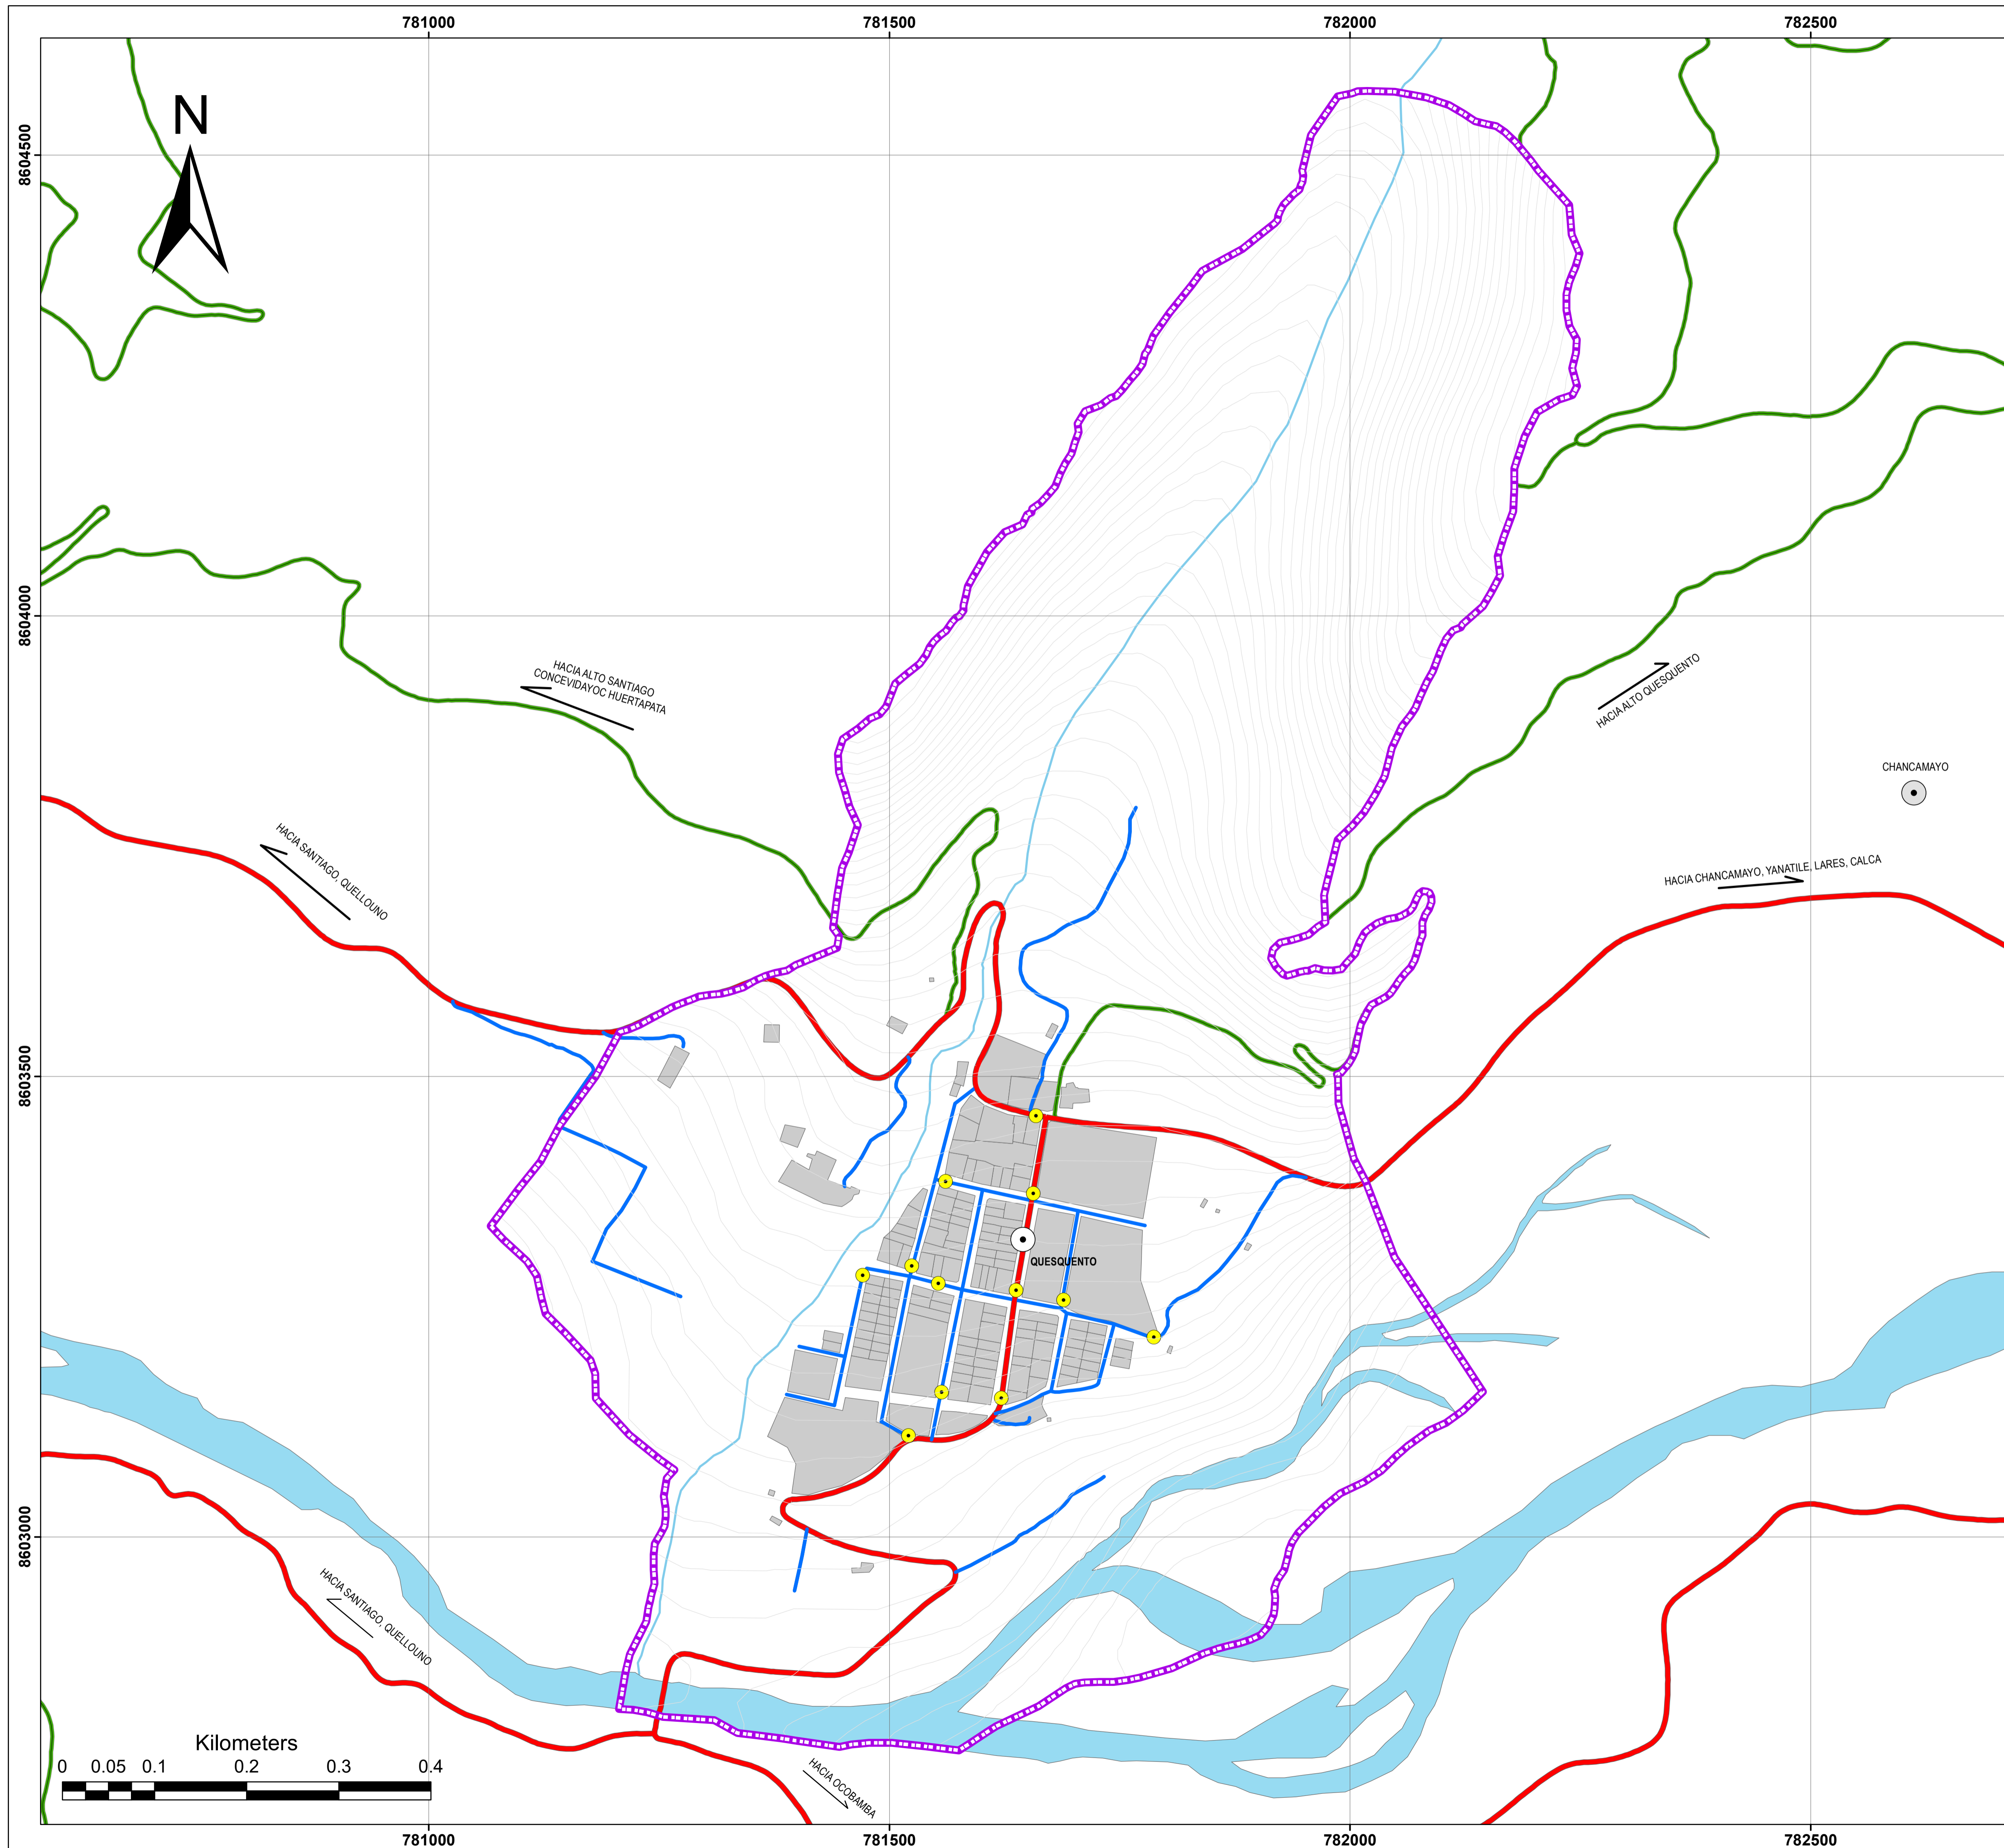 781000
781500
782000
782500
N
8604500
8604000
8603500
8603000
HACIA ALTO SANTIAGO
CONCEVIDAYOC HUERTAPATA
HACIA ALTO QUESQUENTO
CHANCAMAYO
HACIA SANTIAGO, QUELLOUNO
HACIA CHANCAMAYO, YANATILE, LARES, CALCA
QUESQUENTO
HACIA SANTIAGO, QUELLOUNO
HACIA OCOBAMBA
Kilometers
0 0.05 0.1 0.2 0.3 0.4
781000
781500
782000
782500